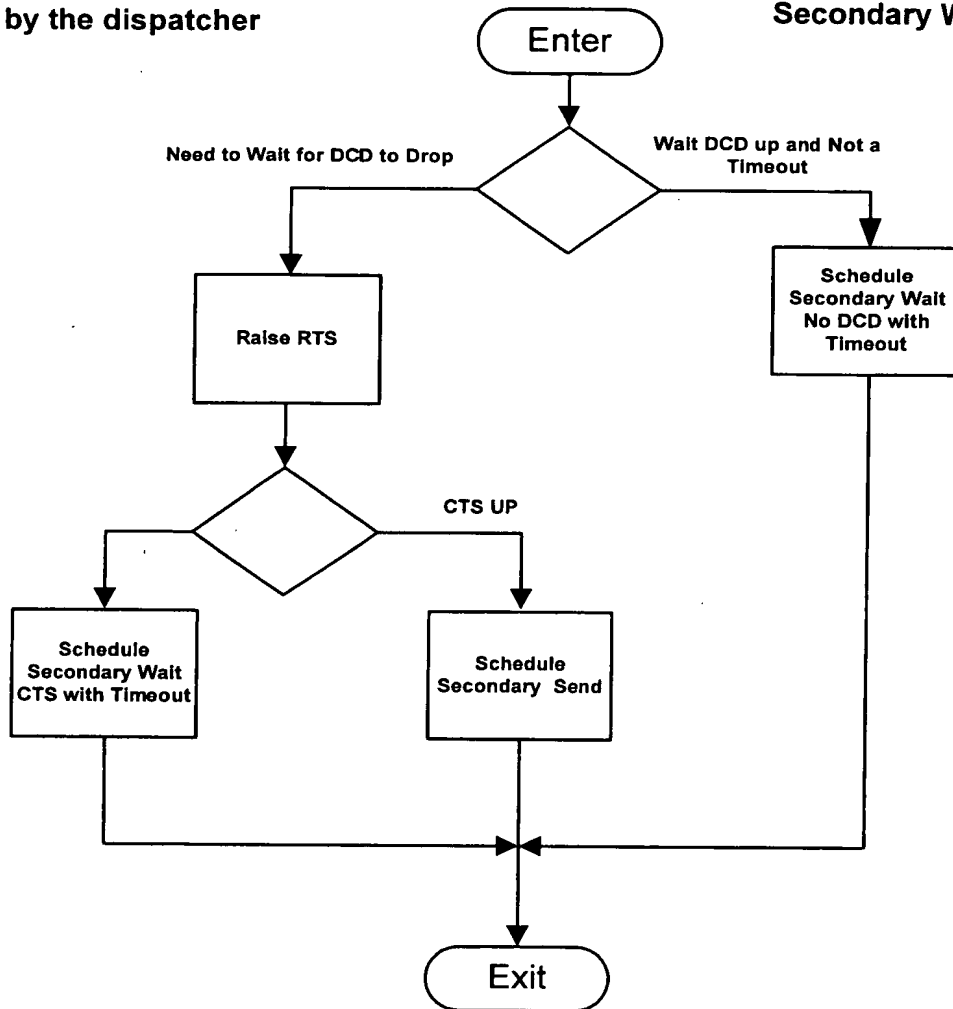 by the dispatcher
Secondary W
Enter
Need to Wait for DCD to Drop
Wait DCD up and Not a
Timeout
Schedule
Secondary Wait
No DCD with
Timeout
Raise RTS
CTS UP
Schedule
Secondary Wait
CTS with Timeout
Schedule
Secondary Send
Exit